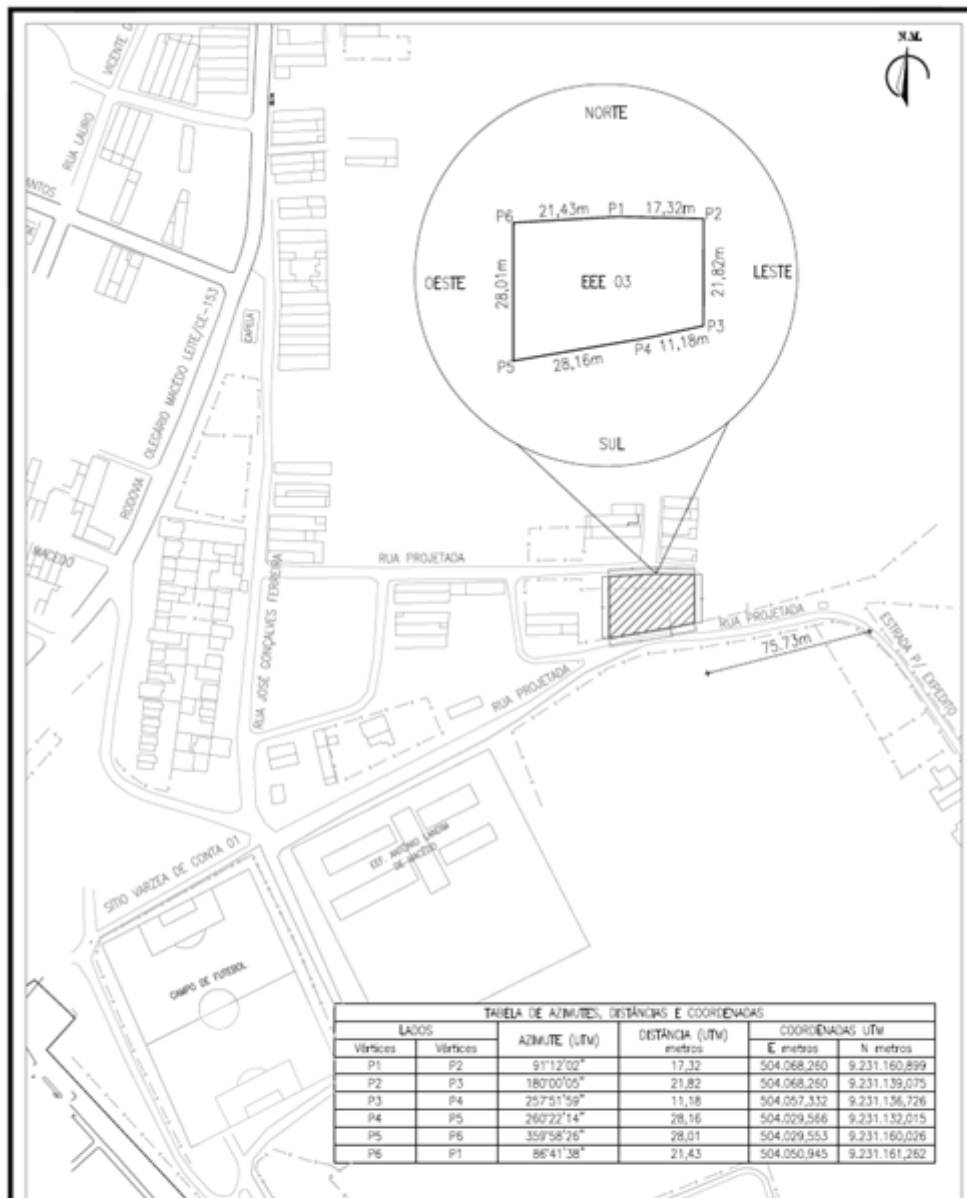 N.M.
NORTE
P6 21,43m P1 17,32m P2
OESTE
28,01m
EEE 03
21,82m
LESTE
P5 28,16m P4 11,18m P3
SUL
VICENTE
RUA LAURO
ANTOS
RODOVIA OLEGÁRIO MACÊDO LEITE/CE-153
CAPELA
MACEDO
RUA JOSÉ GONÇALVES FERREIRA
RUA PROJETADA
RUA PROJETADA
75.73m
ESTRADA P/ EXPEDITO
RUA PROJETADA
EEF. ANTÔNIO LANDIM
DE MACÊDO
SITIO VARZEA DE CONTA 01
CAMPO DE FUTEBOL
TABELA DE AZIMUTES, DISTÂNCIAS E COORDENADAS
LADOS AZIMUTE (UTM) DISTÂNCIA (UTM) metros COORDENADAS UTM
Vértices Vértices E metros N metros
P1 P2 91°12'02" 17,32 504.068,260 9.231.160,899
P2 P3 180°00'05" 21,82 504.068,260 9.231.139,075
P3 P4 257°51'59" 11,18 504.057,332 9.231.136,726
P4 P5 260°22'14" 28,16 504.029,566 9.231.132,015
P5 P6 359°58'26" 28,01 504.029,553 9.231.160,026
P6 P1 86°41'38" 21,43 504.050,945 9.231.161,262